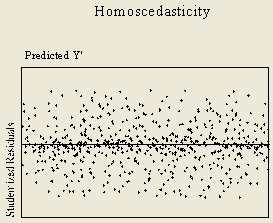 Homoscedasticity
Predicted Y'
Studentized Residuals